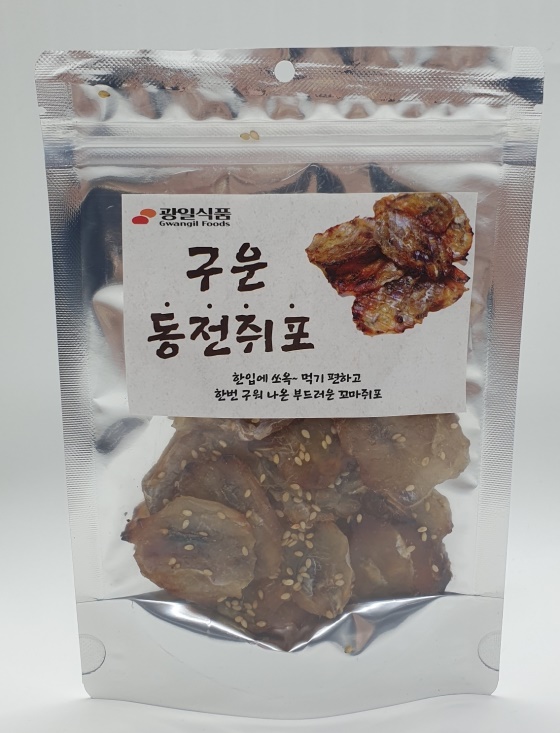 광일식품
Gwangil Foods
구운
동전쥐포
한입에 쏘옥~ 먹기 편하고
한번 구워 나온 부드러운 꼬마쥐포